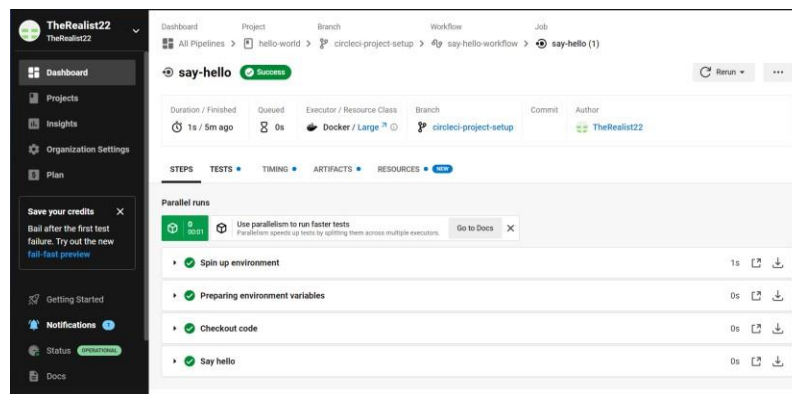 TheRealist22
TheRealist22
Dashboard
Projects
Insights
Organization Settings
Plan
Save your credits
Bail after the first test
failure. Try out the new
fail-fast preview
Getting Started
Notifications 1
Status OPERATIONAL
Docs
Dashboard Project Branch Workflow Job
All Pipelines > hello-world > circleci-project-setup > say-hello-workflow > say-hello (1)
say-hello Success Rerun
Duration / Finished Queued Executor / Resource Class Branch Commit Author
1s / 5m ago 0s Docker / Large circleci-project-setup TheRealist22
STEPS TESTS TIMING ARTIFACTS RESOURCES NEW
Parallel runs
0
00:01
Use parallelism to run faster tests
Parallelism speeds up tests by splitting them across multiple executors.
Go to Docs
Spin up environment 1s
Preparing environment variables 0s
Checkout code 0s
Say hello 0s